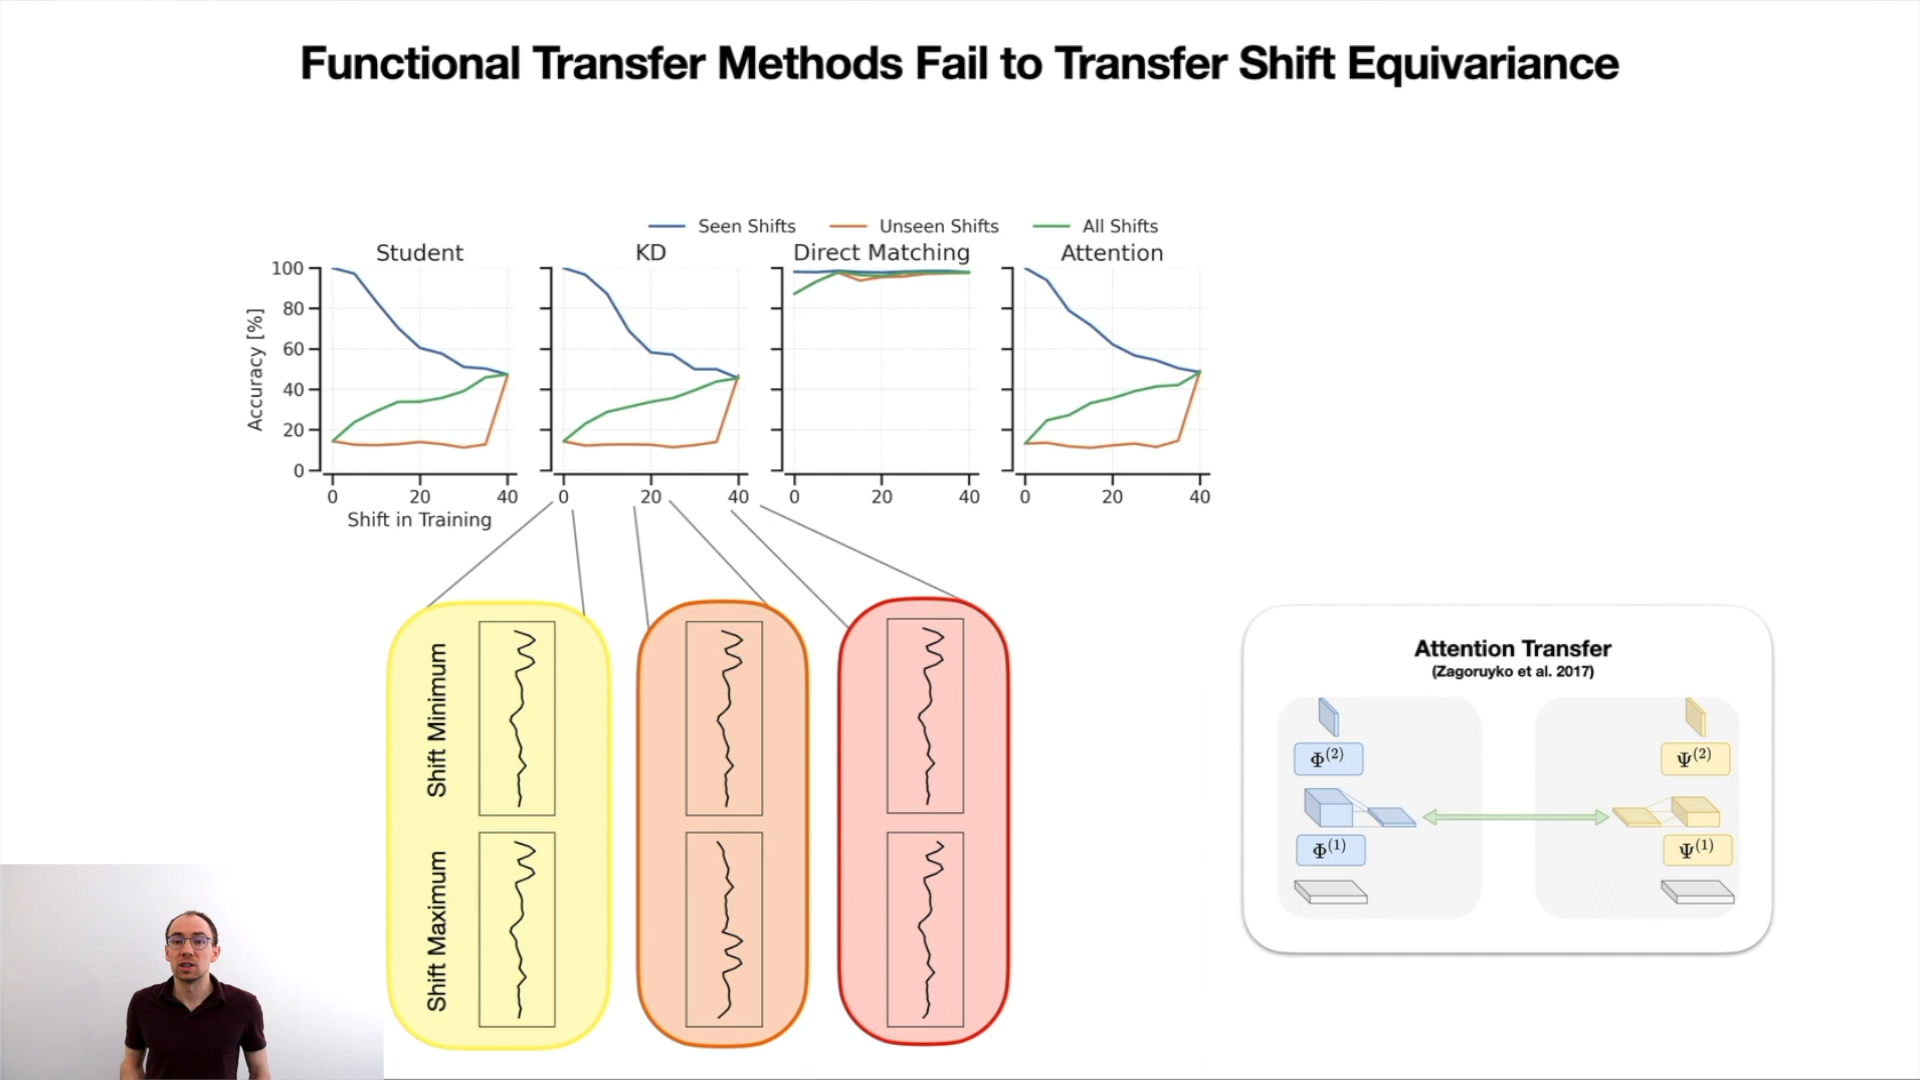 Functional Transfer Methods Fail to Transfer Shift Equivariance
Seen Shifts Unseen Shifts All Shifts
Student KD Direct Matching Attention
Accuracy [%]
100
80
60
40
20
0
0 20 40 0 20 40 0 20 40 0 20 40
Shift in Training
Shift Minimum
Shift Maximum
Attention Transfer
(Zagoruyko et al. 2017)
Φ(2) Ψ(2)
Φ(1) Ψ(1)